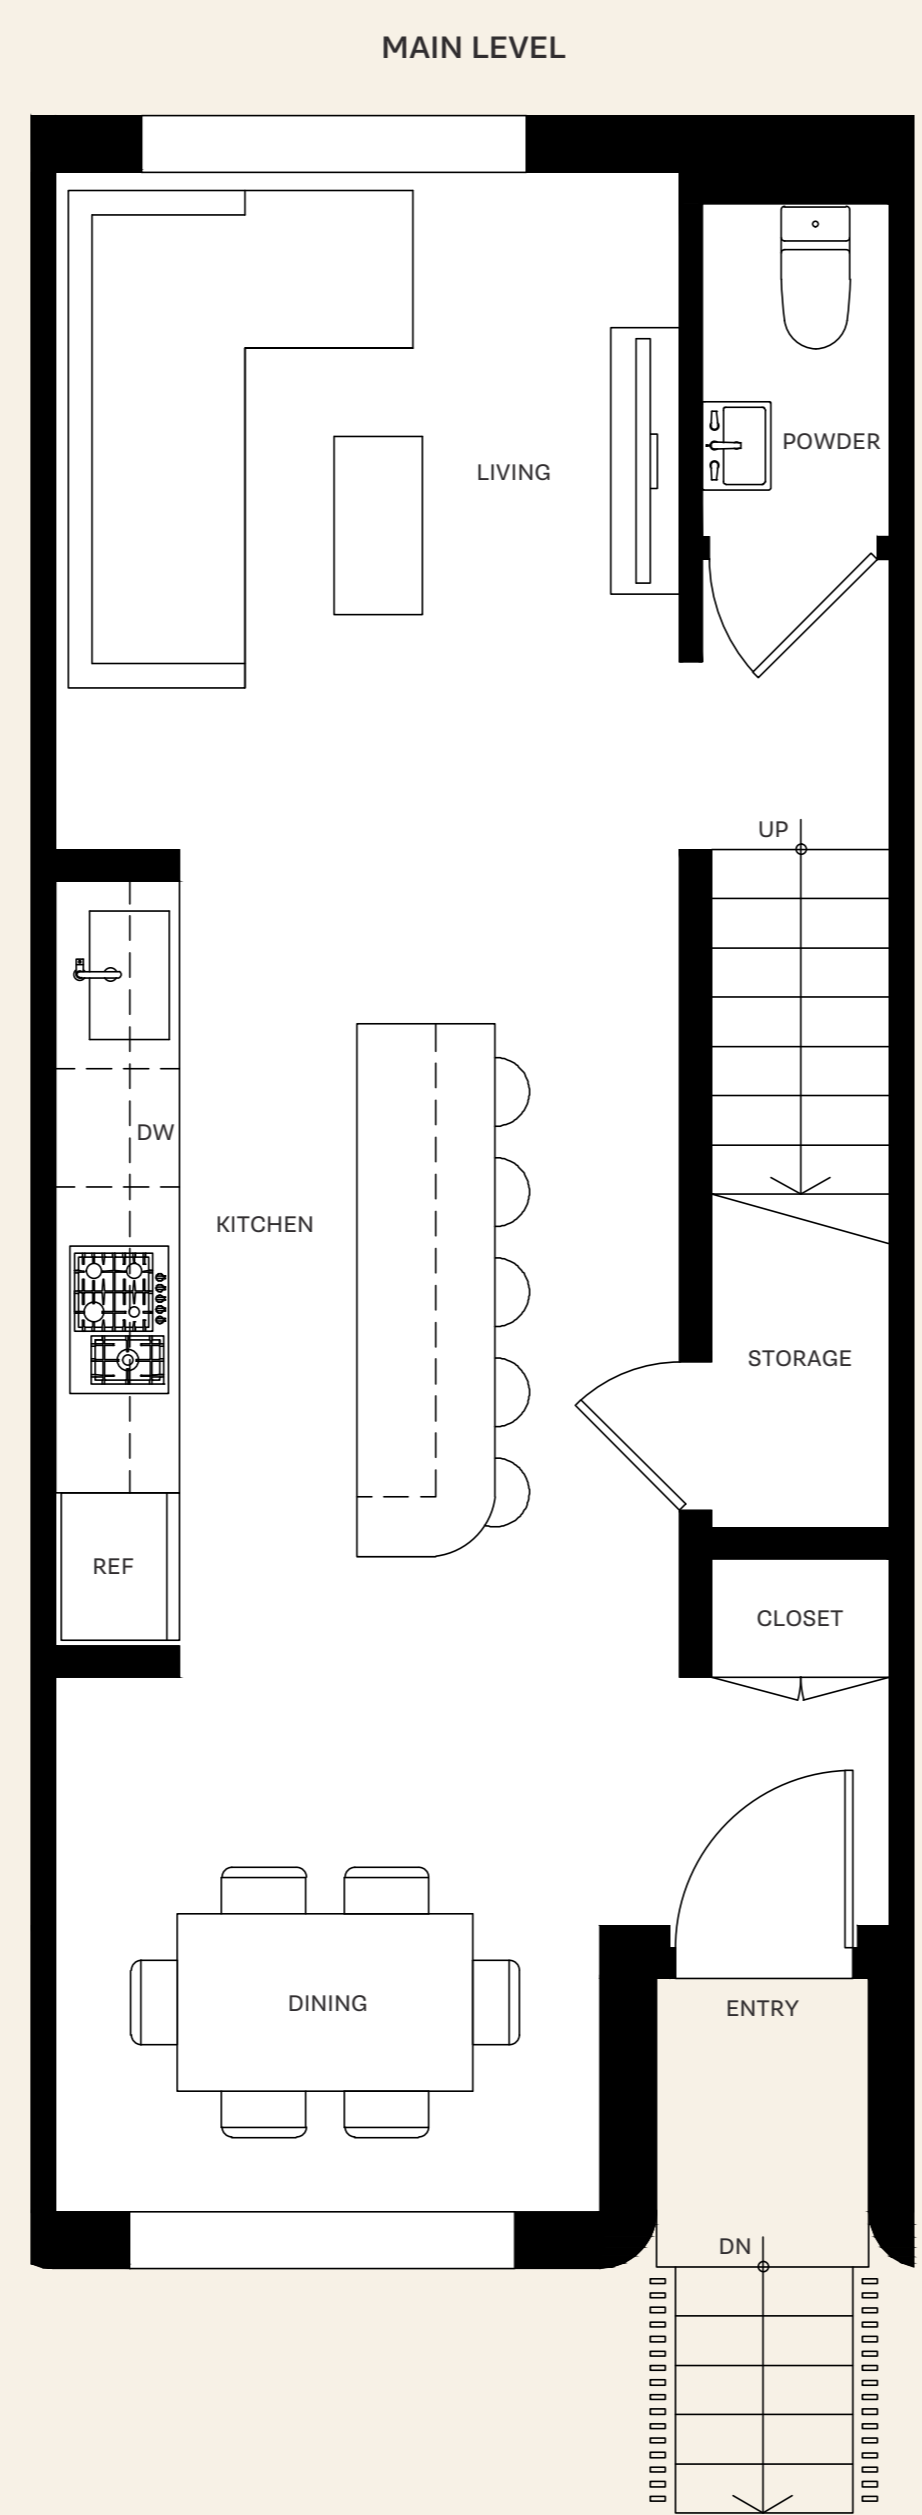 MAIN LEVEL
POWDER
LIVING
UP
DW
KITCHEN
STORAGE
REF
CLOSET
DINING
ENTRY
DN